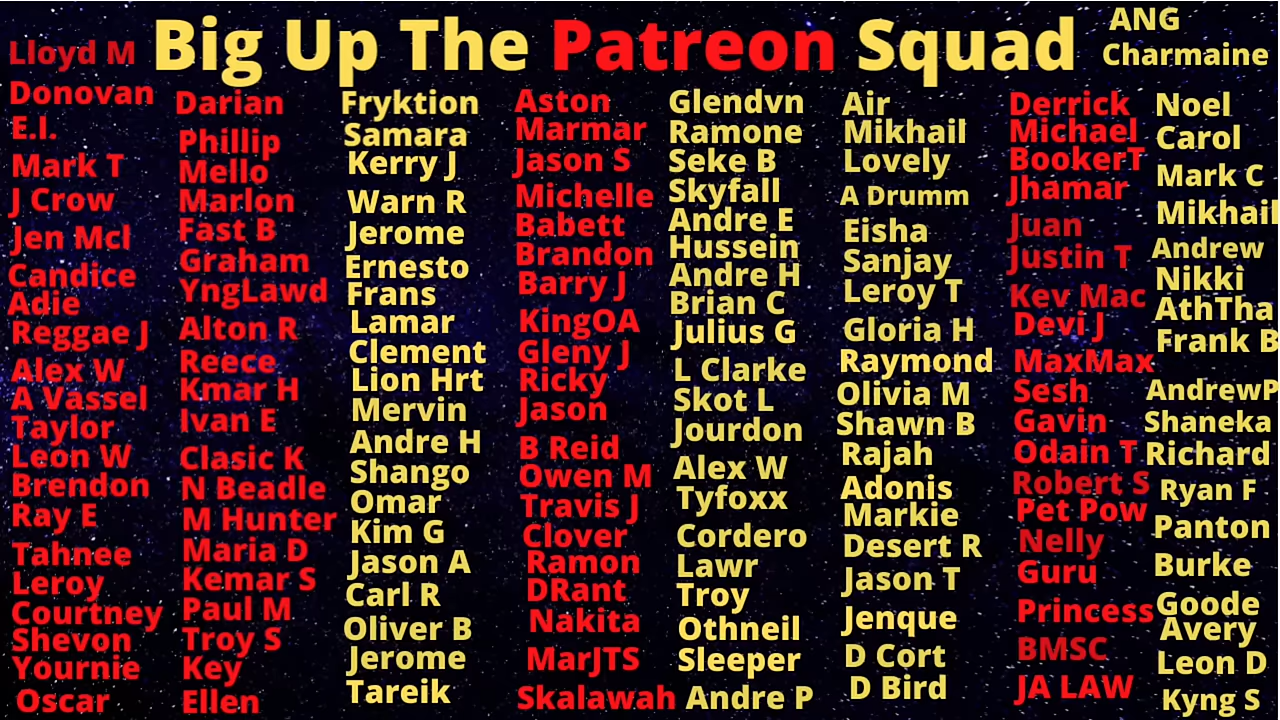 Big Up The Patreon Squad
Lloyd M
Donovan
E.I.
Mark T
J Crow
Jen Mcl
Candice
Adie
Reggae J
Alex W
A Vassel
Taylor
Leon W
Brendon
Ray E
Tahnee
Leroy
Courtney
Shevon
Yournie
Oscar
Darian
Phillip
Mello
Marlon
Fast B
Graham
YngLawd
Alton R
Reece
Kmar H
Ivan E
Clasic K
N Beadle
M Hunter
Maria D
Kemar S
Paul M
Troy S
Key
Ellen
Fryktion
Samara
Kerry J
Warn R
Jerome
Ernesto
Frans
Lamar
Clement
Lion Hrt
Mervin
Andre H
Shango
Omar
Kim G
Jason A
Carl R
Oliver B
Jerome
Tareik
Aston
Marmar
Jason S
Michelle
Babett
Brandon
Barry J
KingOA
Gleny J
Ricky
Jason
B Reid
Owen M
Travis J
Clover
Ramon
DRant
Nakita
MarJTS
Skalawah
Glendvn
Ramone
Seke B
Skyfall
Andre E
Hussein
Andre H
Brian C
Julius G
L Clarke
Skot L
Jourdon
Alex W
Tyfoxx
Cordero
Lawr
Troy
Othneil
Sleeper
Andre P
Air
Mikhail
Lovely
A Drumm
Eisha
Sanjay
Leroy T
Gloria H
Raymond
Olivia M
Shawn B
Rajah
Adonis
Markie
Desert R
Jason T
Jenque
D Cort
D Bird
Derrick
Michael
BookerT
Jhamar
Juan
Justin T
Kev Mac
Devi J
MaxMax
Sesh
Gavin
Odain T
Robert S
Pet Pow
Nelly
Guru
Princess
BMSC
JA LAW
ANG
Charmaine
Noel
Carol
Mark C
Mikhail
Andrew
Nikki
AthTha
Frank B
AndrewP
Shaneka
Richard
Ryan F
Panton
Burke
Goode
Avery
Leon D
Kyng S